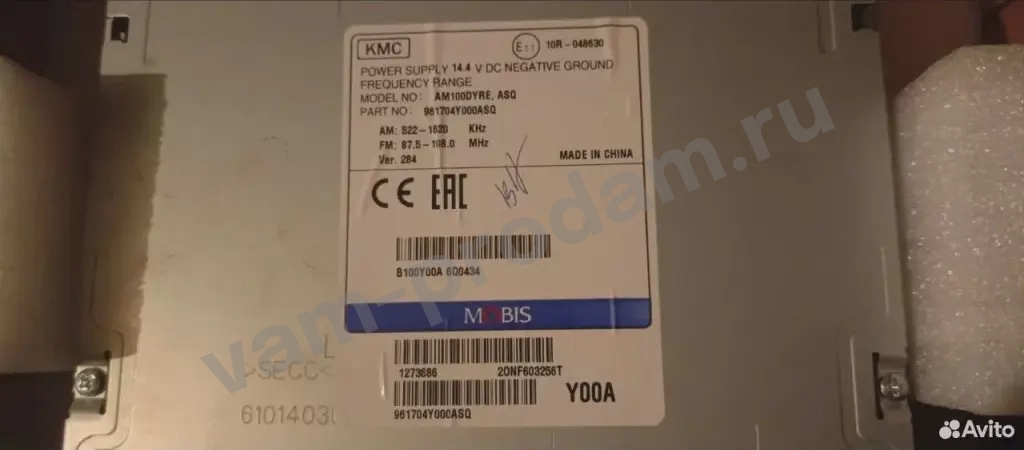 KMC
E11 10R-048630
POWER SUPPLY 14.4 V DC NEGATIVE GROUND
FREQUENCY RANGE
MODEL NO: AM100DYRE, ASQ
PART NO: 961704Y000ASQ
AM: 522-1620 KHz
FM: 87.5-108.0 MHz
Ver. 284
MADE IN CHINA
CE EAC
B100Y00A 6D0434
MOBIS
1273686 2DNF603256T
Y00A
961704Y000ASQ
L
>SECC<
6101403
vam-prodam.ru
Avito